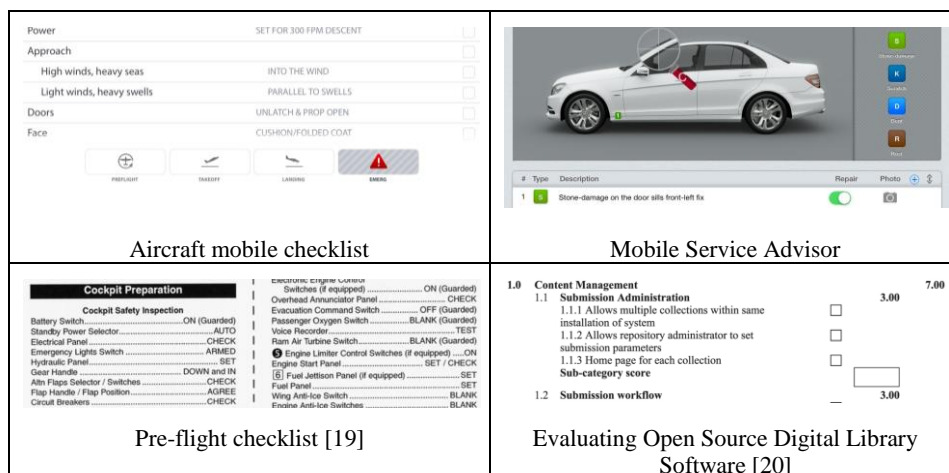 Power SET FOR 300 FPM DESCENT
Approach
High winds, heavy seas INTO THE WIND
Light winds, heavy swells PARALLEL TO SWELLS
Doors UNLATCH & PROP OPEN
Face CUSHION/FOLDED COAT
PREFLIGHT TAKEOFF LANDING EMERG
Aircraft mobile checklist
S
Stone-damage
K
Scratch
D
Dent
R
Rust
1
# Type Description Repair Photo
1 S Stone-damage on the door sills front-left fix
Mobile Service Advisor
Cockpit Preparation
Cockpit Safety Inspection
Battery Switch.....ON (Guarded)
Standby Power Selector.....AUTO
Electrical Panel.....CHECK
Emergency Lights Switch.....ARMED
Hydraulic Panel.....SET
Gear Handle.....DOWN and IN
Altn Flaps Selector / Switches.....CHECK
Flap Handle / Flap Position.....AGREE
Circuit Breakers.....CHECK
Electronic Engine Control
Switches (if equipped).....ON (Guarded)
Overhead Annunciator Panel.....CHECK
Evacuation Command Switch.....OFF (Guarded)
Passenger Oxygen Switch.....BLANK (Guarded)
Voice Recorder.....TEST
Ram Air Turbine Switch.....BLANK (Guarded)
5 Engine Limiter Control Switches (if equipped).....ON
Engine Start Panel.....SET / CHECK
6 Fuel Jettison Panel (if equipped).....SET
Fuel Panel.....SET
Wing Anti-Ice Switch.....BLANK
Engine Anti-Ice Switches.....BLANK
Pre-flight checklist [19]
1.0 Content Management 7.00
1.1 Submission Administration 3.00
1.1.1 Allows multiple collections within same
installation of system
1.1.2 Allows repository administrator to set
submission parameters
1.1.3 Home page for each collection
Sub-category score
1.2 Submission workflow 3.00
Evaluating Open Source Digital Library
Software [20]